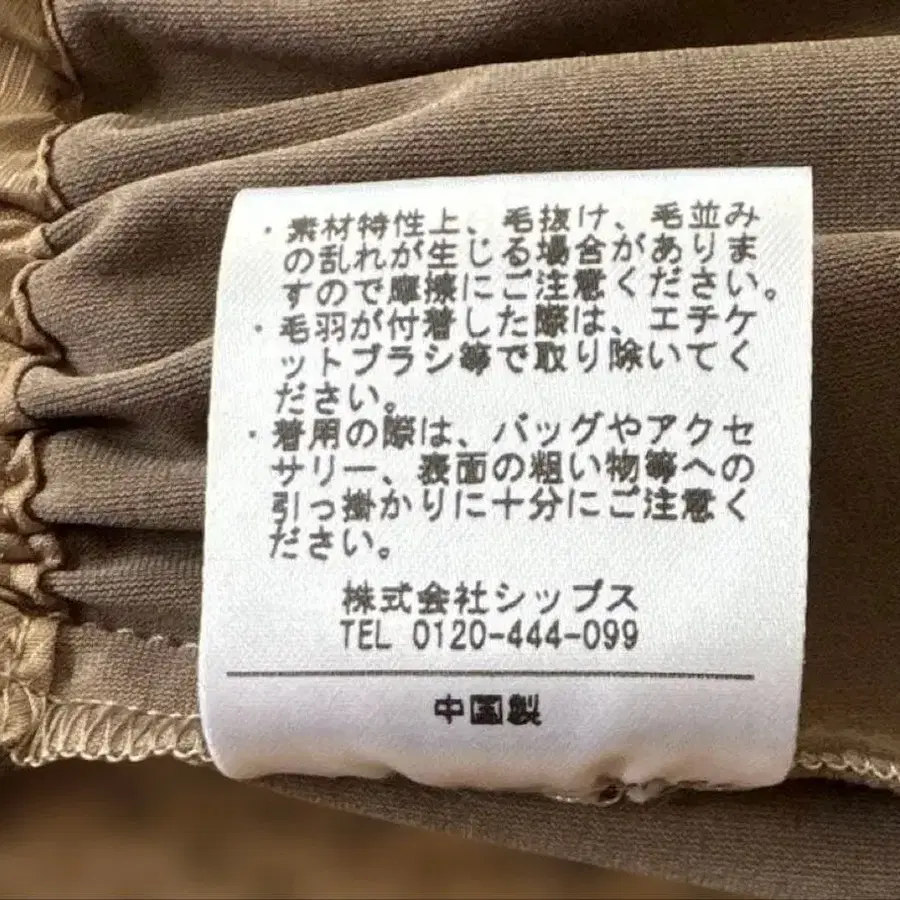 ・素材特性上、毛抜け、毛並み
の乱れが生じる場合がありま
すので摩擦にご注意ください。
・毛羽が付着した際は、エチケ
ットブラシ等で取り除いてく
ださい。
・着用の際は、バッグやアクセ
サリー、表面の粗い物等への
引っ掛かりに十分にご注意く
ださい。
株式会社シップス
TEL 0120-444-099
中国製